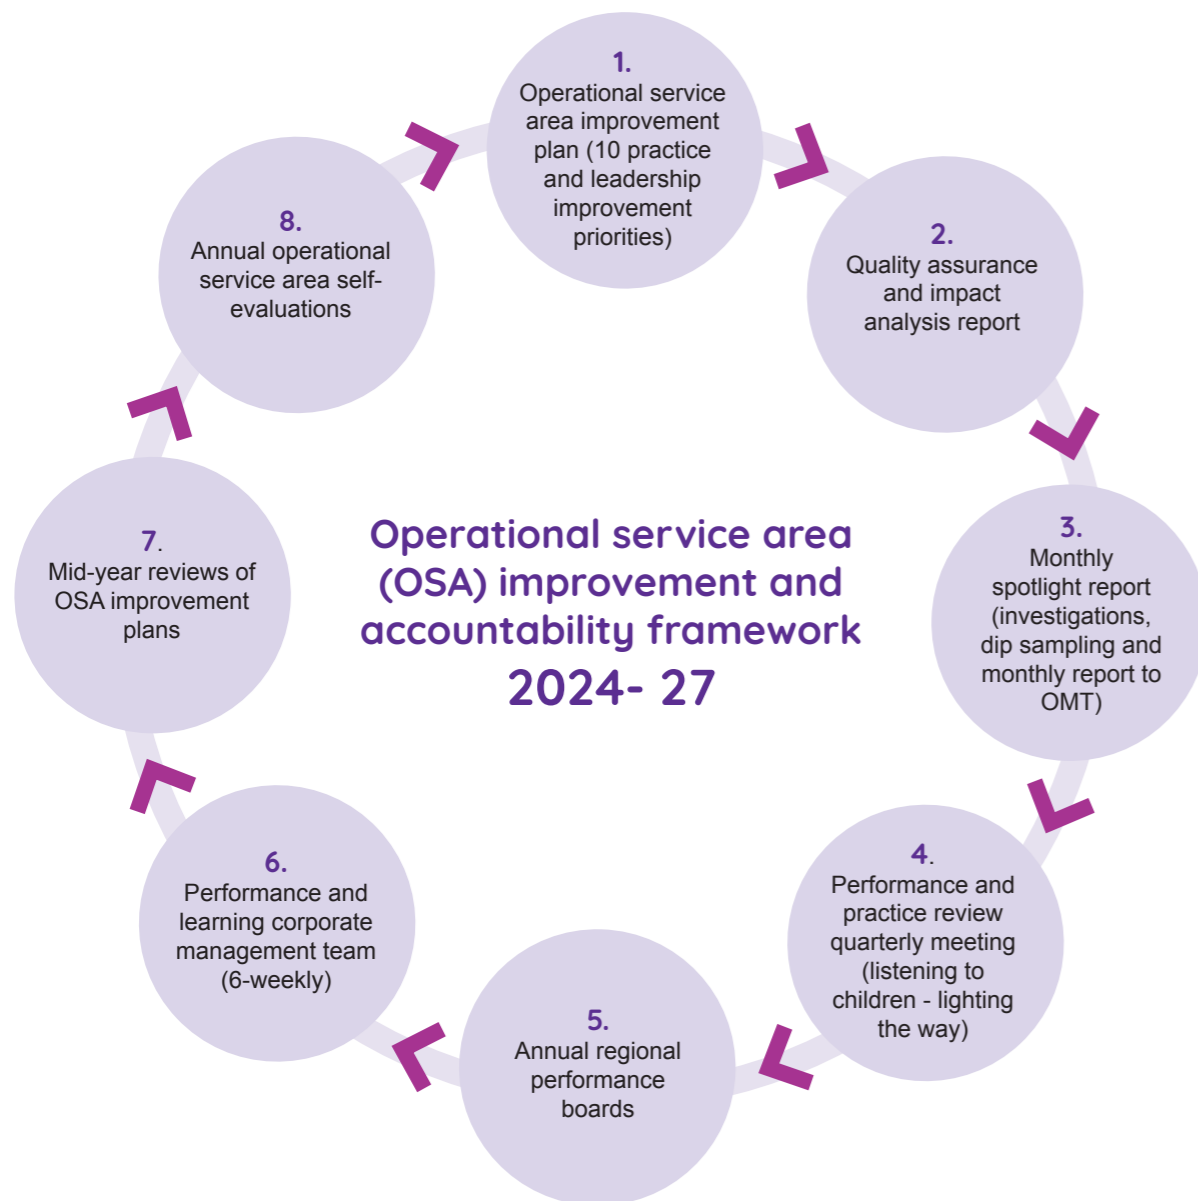 1.
Operational service
area improvement
plan (10 practice
and leadership
improvement
priorities)
2.
Quality assurance
and impact
analysis report
3.
Monthly
spotlight report
(investigations,
dip sampling and
monthly report to
OMT)
4.
Performance and
practice review
quarterly meeting
(listening to
children - lighting
the way)
5.
Annual regional
performance
boards
6.
Performance and
learning corporate
management team
(6-weekly)
7.
Mid-year reviews of
OSA improvement
plans
8.
Annual operational
service area self-
evaluations
Operational service area
(OSA) improvement and
accountability framework
2024- 27